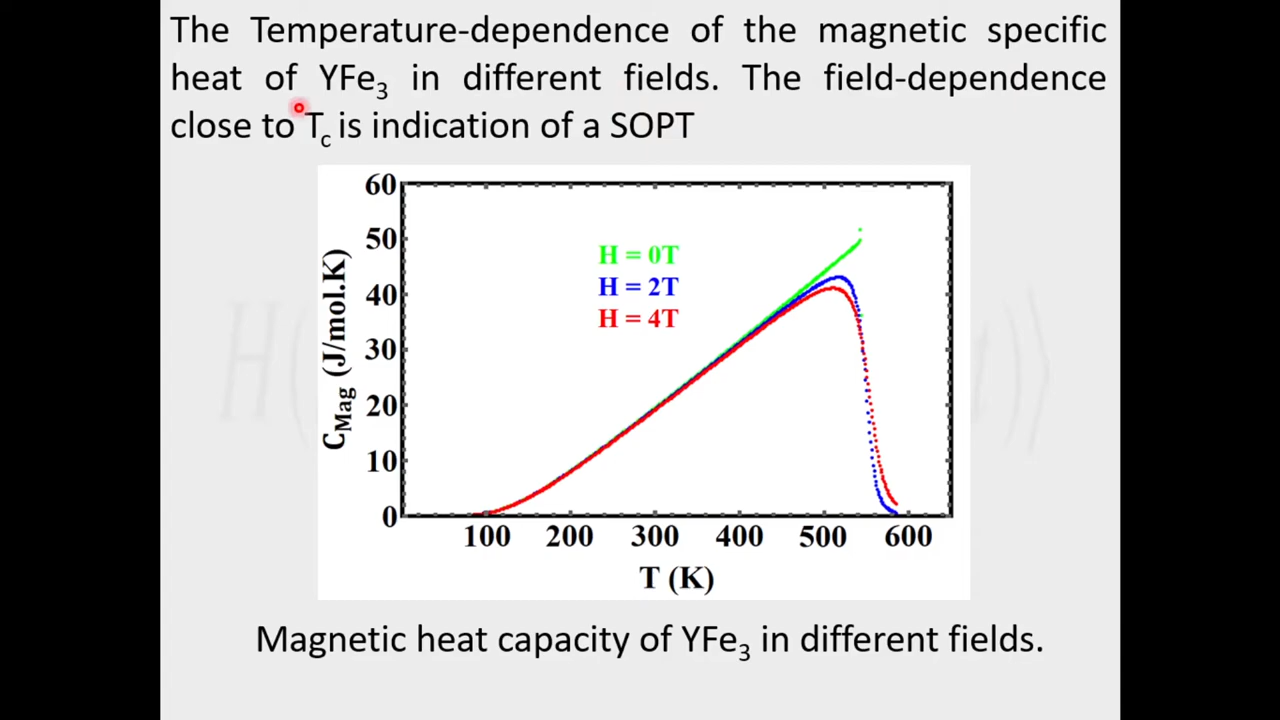 The Temperature-dependence of the magnetic specific
heat of YFe₃ in different fields. The field-dependence
close to T_c is indication of a SOPT
60
50
40
30
20
10
0
C_Mag (J/mol.K)
H = 0T
H = 2T
H = 4T
100 200 300 400 500 600
T (K)
Magnetic heat capacity of YFe₃ in different fields.